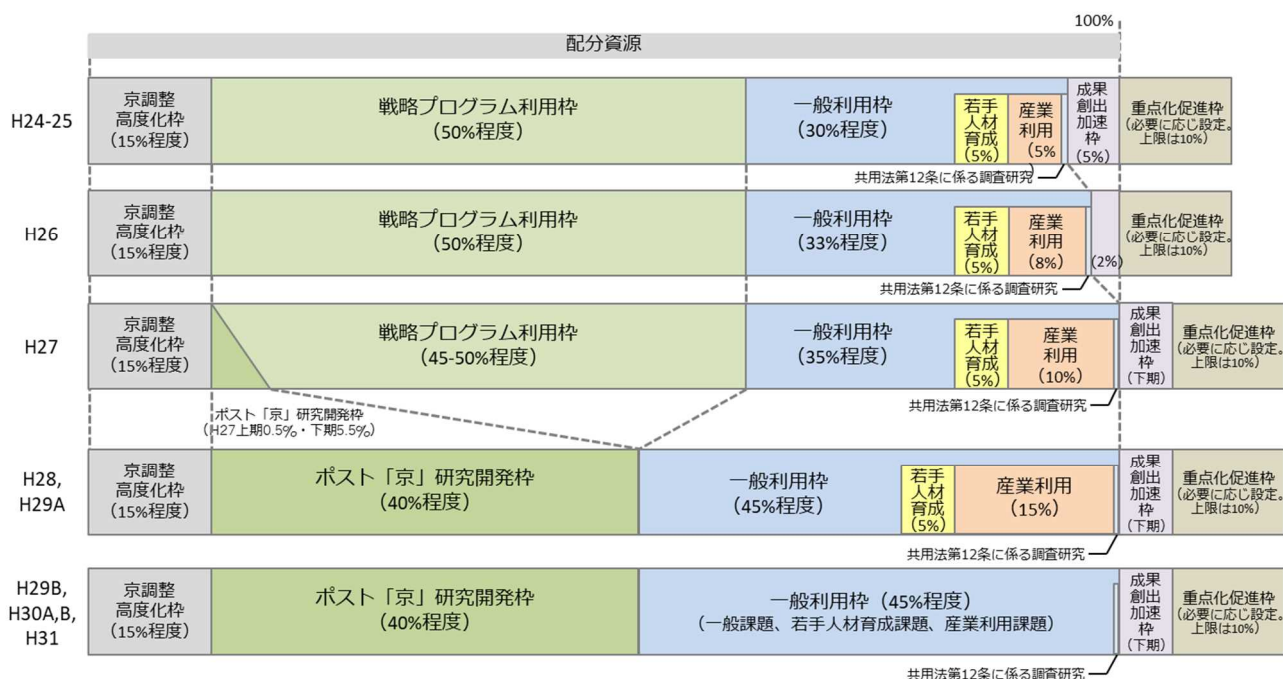 100%
配分資源
H24-25
京調整
高度化枠
(15%程度)
戦略プログラム利用枠
(50%程度)
一般利用枠
(30%程度)
若手
人材
育成
(5%)
産業
利用
(5%
)
成果
創出
加速
枠
(5%)
重点化促進枠
(必要に応じ設定。
上限は10%)
共用法第12条に係る調査研究
H26
京調整
高度化枠
(15%程度)
戦略プログラム利用枠
(50%程度)
一般利用枠
(33%程度)
若手
人材
育成
(5%)
産業
利用
(8%)
(2%)
重点化促進枠
(必要に応じ設定。
上限は10%)
共用法第12条に係る調査研究
H27
京調整
高度化枠
(15%程度)
戦略プログラム利用枠
(45-50%程度)
一般利用枠
(35%程度)
若手
人材
育成
(5%)
産業
利用
(10%)
成果
創出
加速
枠
(下期)
重点化促進枠
(必要に応じ設定。
上限は10%)
共用法第12条に係る調査研究
ポスト「京」研究開発枠
(H27上期0.5%・下期5.5%)
H28,
H29A
京調整
高度化枠
(15%程度)
ポスト「京」研究開発枠
(40%程度)
一般利用枠
(45%程度)
若手
人材
育成
(5%)
産業利用
(15%)
成果
創出
加速
枠
(下期)
重点化促進枠
(必要に応じ設定。
上限は10%)
共用法第12条に係る調査研究
H29B,
H30A,B,
H31
京調整
高度化枠
(15%程度)
ポスト「京」研究開発枠
(40%程度)
一般利用枠(45%程度)
(一般課題、若手人材育成課題、産業利用課題)
成果
創出
加速
枠
(下期)
重点化促進枠
(必要に応じ設定。
上限は10%)
共用法第12条に係る調査研究